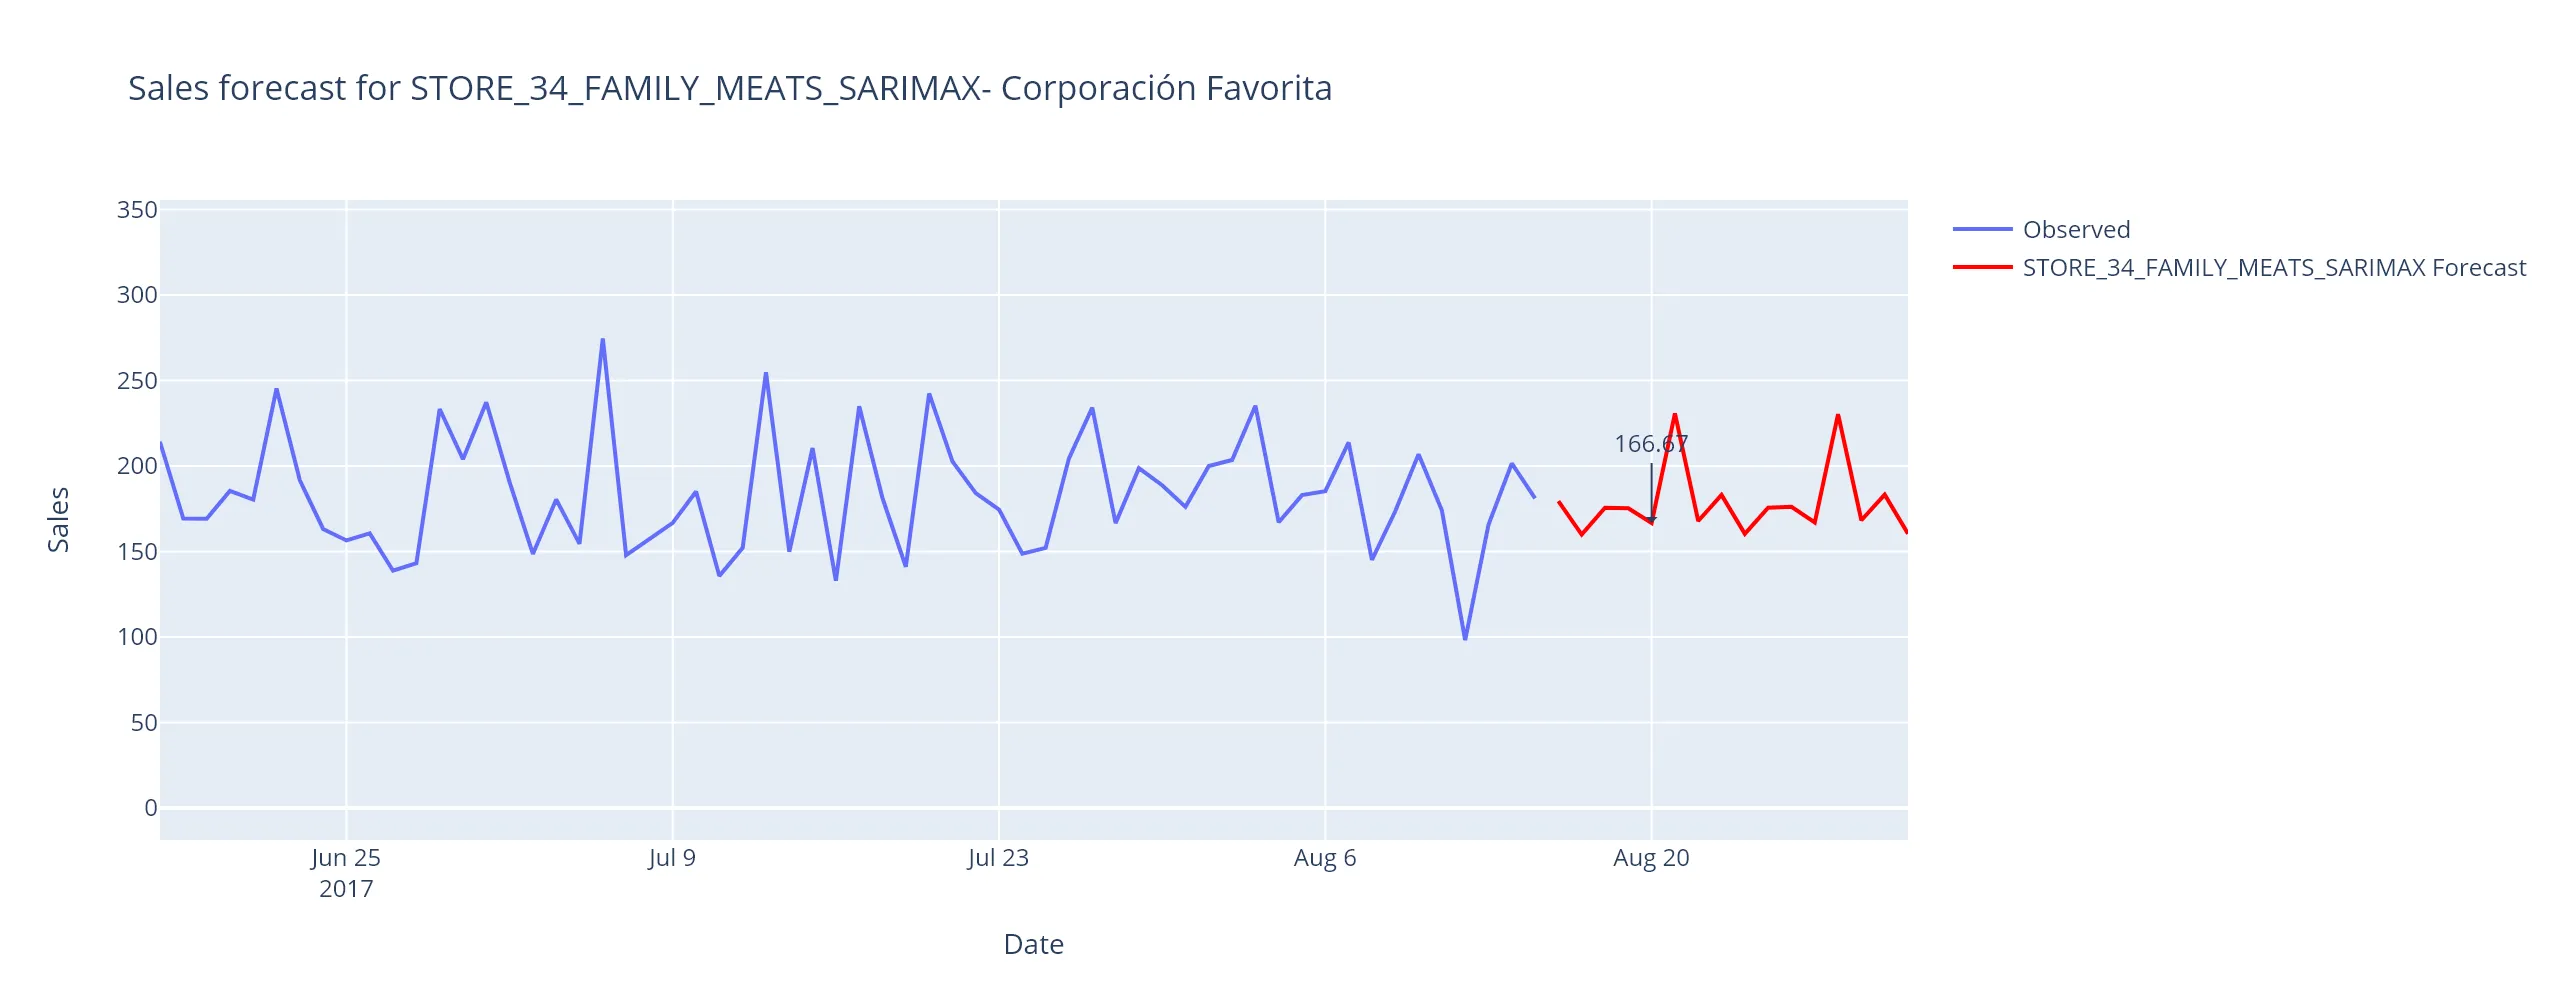 Sales forecast for STORE_34_FAMILY_MEATS_SARIMAX- Corporación Favorita
Observed
STORE_34_FAMILY_MEATS_SARIMAX Forecast
350
300
250
200
150
100
50
0
Sales
166.67
Jun 25
2017
Jul 9
Jul 23
Aug 6
Aug 20
Date